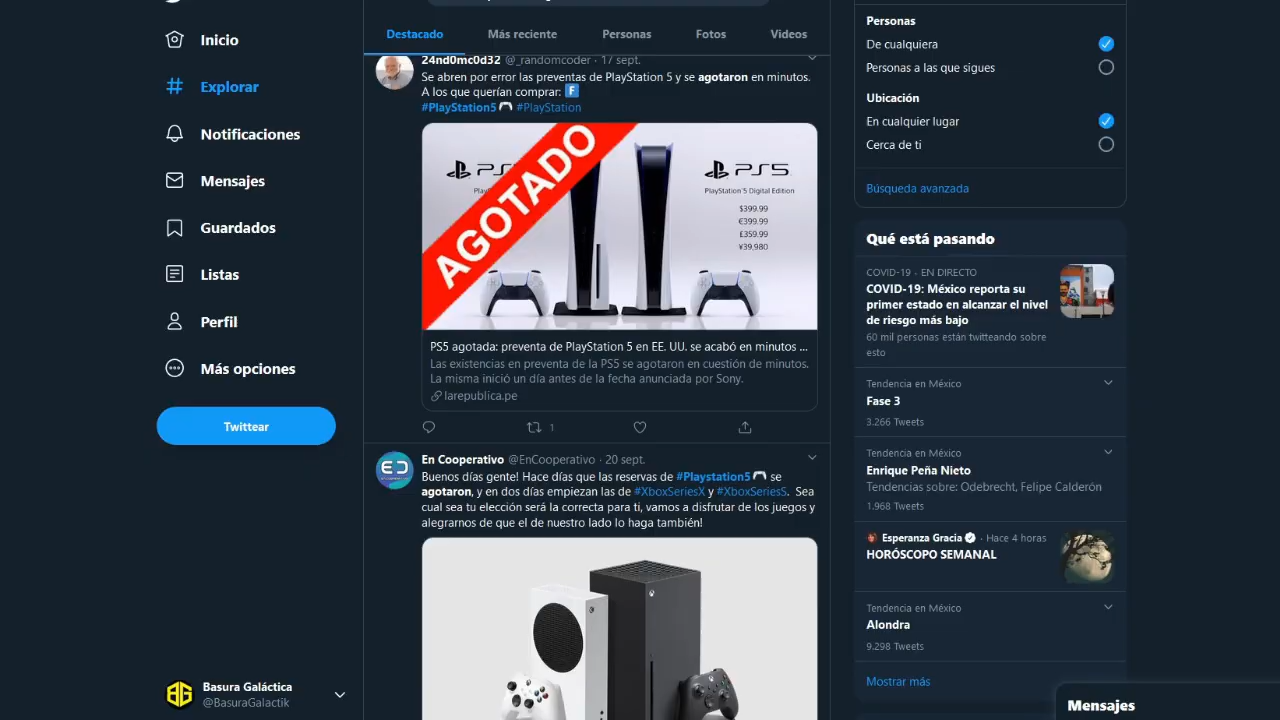 Inicio
Explorar
Notificaciones
Mensajes
Guardados
Listas
Perfil
Más opciones
Twittear
Basura Galáctica
@BasuraGalactik
Destacado
Más reciente
Personas
Fotos
Videos
24nd0mc0d32 @_randomcoder · 17 sept.
Se abren por error las preventas de PlayStation 5 y se agotaron en minutos.
A los que querían comprar: F
#PlayStation5 🎮 #PlayStation
AGOTADO
PS5
PlayStation 5 Digital Edition
$399.99
€399.99
£359.99
¥39,980
PS5 agotada: preventa de PlayStation 5 en EE. UU. se acabó en minutos ...
Las existencias en preventa de la PS5 se agotaron en cuestión de minutos.
La misma inició un día antes de la fecha anunciada por Sony.
larepublica.pe
1
En Cooperativo @EnCooperativo · 20 sept.
Buenos días gente! Hace días que las reservas de #Playstation5 🎮 se
agotaron, y en dos días empiezan las de #XboxSeriesX y #XboxSeriesS. Sea
cual sea tu elección será la correcta para ti, vamos a disfrutar de los juegos y
alegrarnos de que el de nuestro lado lo haga también!
Personas
De cualquiera
Personas a las que sigues
Ubicación
En cualquier lugar
Cerca de ti
Búsqueda avanzada
Qué está pasando
COVID-19 · EN DIRECTO
COVID-19: México reporta su
primer estado en alcanzar el nivel
de riesgo más bajo
60 mil personas están twitteando sobre
esto
Tendencia en México
Fase 3
3.266 Tweets
Tendencia en México
Enrique Peña Nieto
Tendencias sobre: Odebrecht, Felipe Calderón
1.968 Tweets
Esperanza Gracia · Hace 4 horas
HORÓSCOPO SEMANAL
Tendencia en México
Alondra
9.298 Tweets
Mostrar más
Mensajes